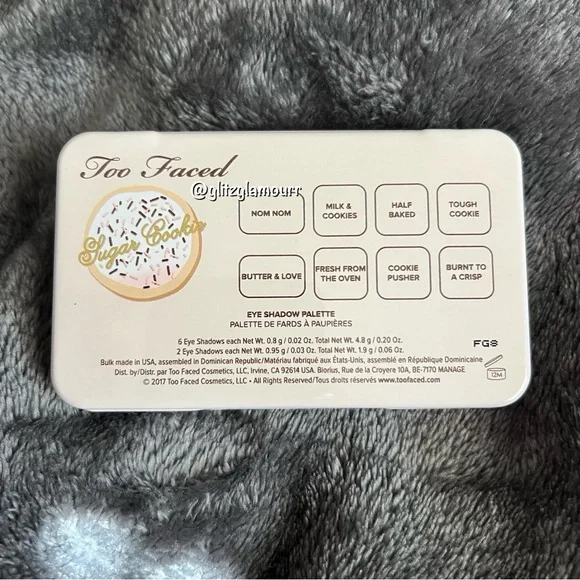 Too Faced
@glitzglamourr
Sugar Cookie
NOM NOM
MILK &
COOKIES
HALF
BAKED
TOUGH
COOKIE
BUTTER & LOVE
FRESH FROM
THE OVEN
COOKIE
PUSHER
BURNT TO
A CRISP
EYE SHADOW PALETTE
PALETTE DE FARDS À PAUPIÈRES
6 Eye Shadows each Net Wt. 0.8 g / 0.02 Oz. Total Net Wt. 4.8 g / 0.20 Oz.
2 Eye Shadows each Net Wt. 0.95 g / 0.03 Oz. Total Net Wt. 1.9 g / 0.06 Oz.
Bulk made in USA, assembled in Dominican Republic/Matériau fabriqué aux États-Unis, assemblé en République Dominicaine
Dist. by/Distr. par Too Faced Cosmetics, LLC, Irvine, CA 92614 USA. Biorius, Rue de la Croyere 10A, BE-7170 MANAGE
© 2017 Too Faced Cosmetics, LLC • All Rights Reserved/Tous droits réservés www.toofaced.com
FG8
12M